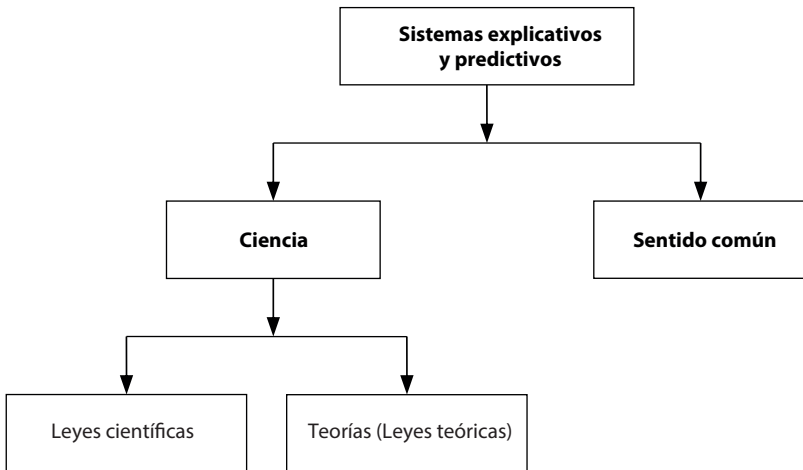 Sistemas explicativos
y predictivos
Ciencia
Sentido común
Leyes científicas
Teorías (Leyes teóricas)